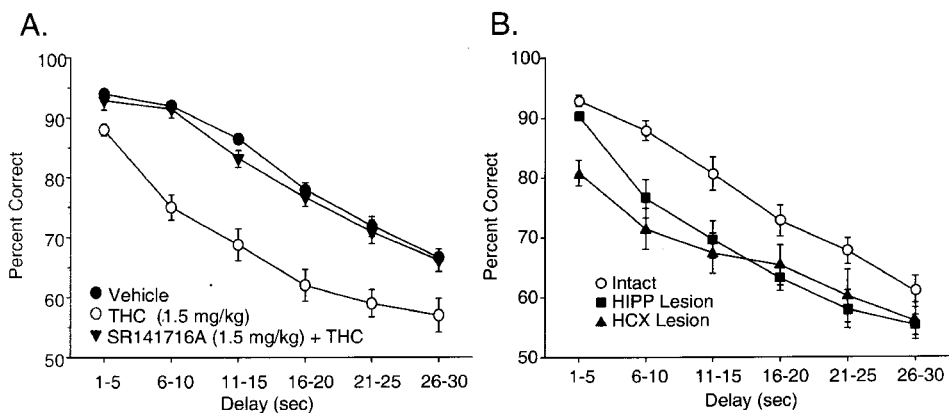 A.
100
90
80
70
60
50
Percent Correct
Vehicle
THC (1.5 mg/kg)
SR141716A (1.5 mg/kg) + THC
1-5
6-10
11-15
16-20
21-25
26-30
Delay (sec)
B.
100
90
80
70
60
50
Percent Correct
Intact
HIPP Lesion
HCX Lesion
1-5
6-10
11-15
16-20
21-25
26-30
Delay (sec)